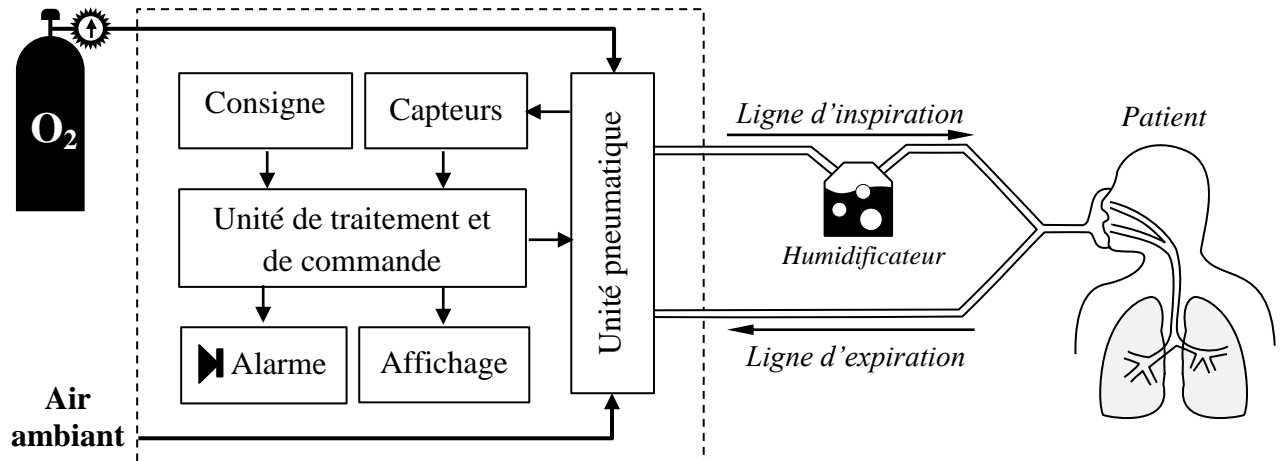 O2
Consigne
Capteurs
Unité de traitement et
de commande
Alarme
Affichage
Unité pneumatique
Air
ambiant
Ligne d’inspiration
Humidificateur
Ligne d’expiration
Patient